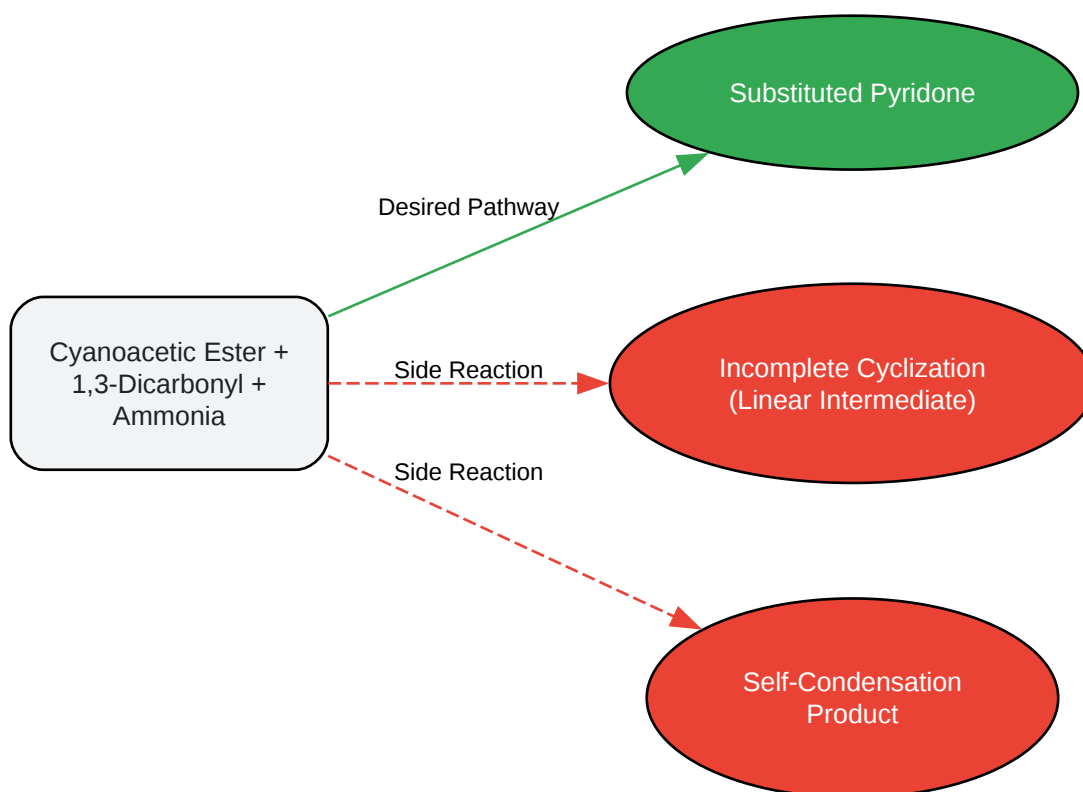 Substituted Pyridone
Desired Pathway
Cyanoacetic Ester +
1,3-Dicarbonyl +
Ammonia
Side Reaction
Incomplete Cyclization
(Linear Intermediate)
Side Reaction
Self-Condensation
Product